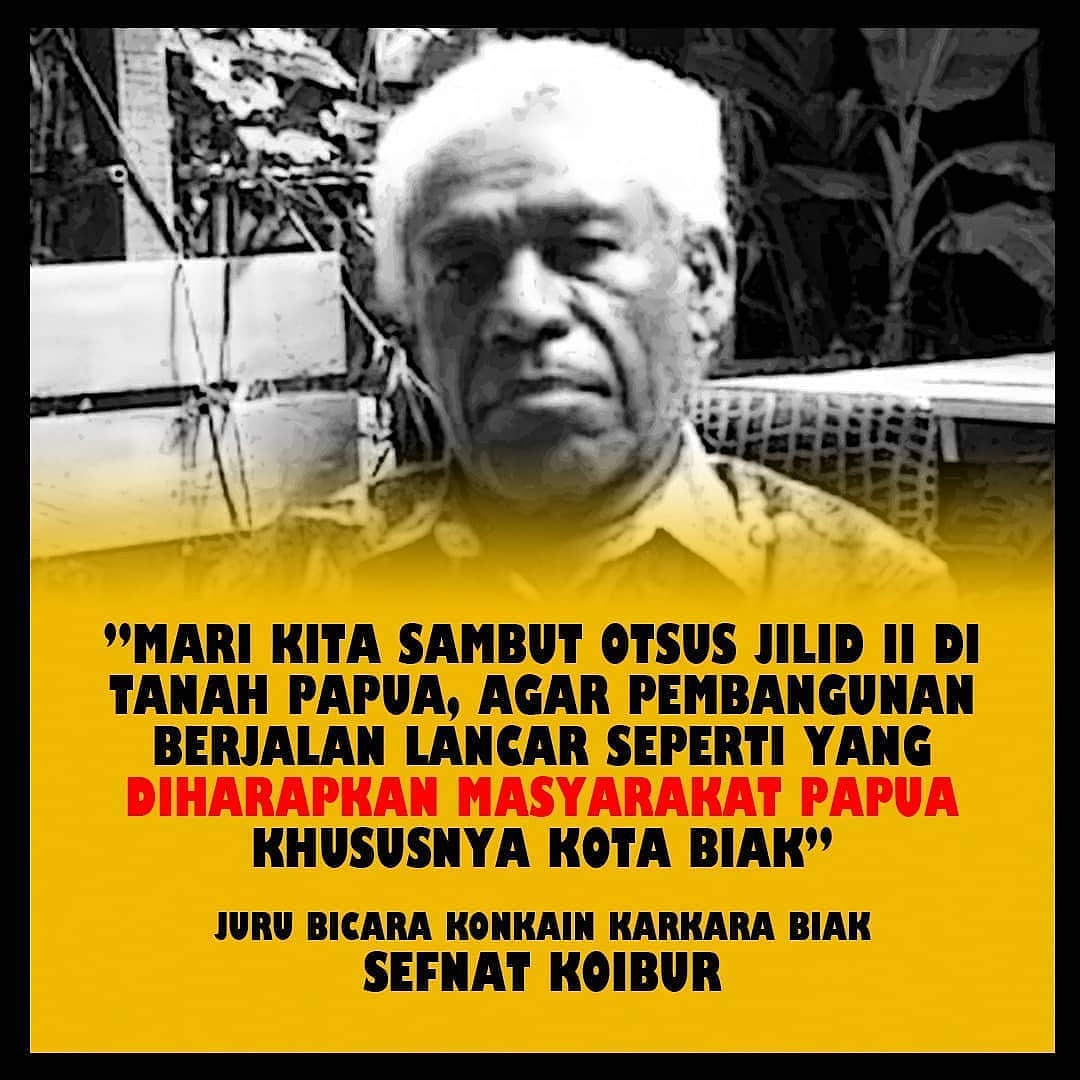 ”MARI KITA SAMBUT OTSUS JILID II DI
TANAH PAPUA, AGAR PEMBANGUNAN
BERJALAN LANCAR SEPERTI YANG
DIHARAPKAN MASYARAKAT PAPUA
KHUSUSNYA KOTA BIAK”
JURU BICARA KONKAIN KARKARA BIAK
SEFNAT KOIBUR